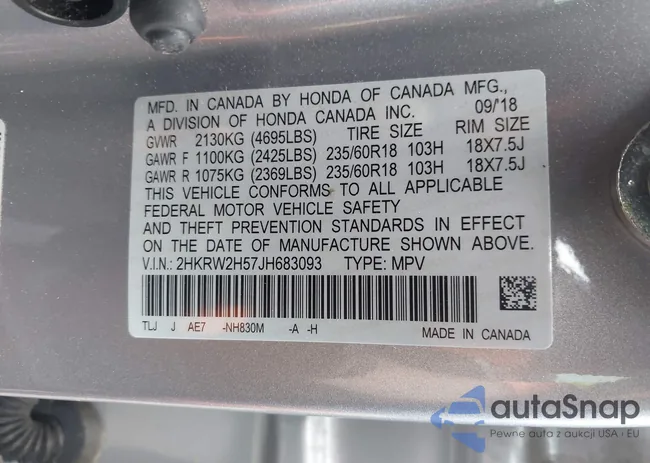 MFD. IN CANADA BY HONDA OF CANADA MFG.,
A DIVISION OF HONDA CANADA INC. 09/'18
GVWR 2130KG (4695LBS) TIRE SIZE RIM SIZE
GAWR F 1100KG (2425LBS) 235/60R18 103H 18X7.5J
GAWR R 1075KG (2369LBS) 235/60R18 103H 18X7.5J
THIS VEHICLE CONFORMS TO ALL APPLICABLE
FEDERAL MOTOR VEHICLE SAFETY
AND THEFT PREVENTION STANDARDS IN EFFECT
ON THE DATE OF MANUFACTURE SHOWN ABOVE.
V.I.N.: 2HKRW2H57JH683093 TYPE: MPV
TLJ J AE7 -NH830M -A -H MADE IN CANADA
autaSnap
Pewne auta z aukcji USA · EU